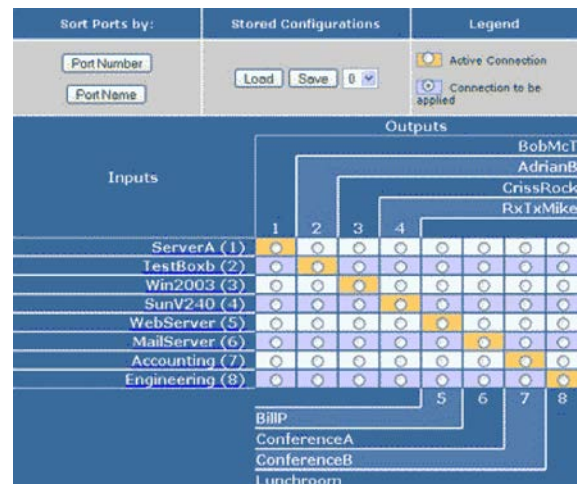 Sort Ports by:
Stored Configurations
Legend
Port Number
Port Name
Load Save 0
Active Connection
Connection to be
applied
Outputs
Inputs
BobMcT
AdrianB
CrissRock
RxTxMike
1 2 3 4
ServerA (1)
TestBoxb (2)
Win2003 (3)
SunV240 (4)
WebServer (5)
MailServer (6)
Accounting (7)
Engineering (8)
5 6 7 8
BillP
ConferenceA
ConferenceB
Lunchroom